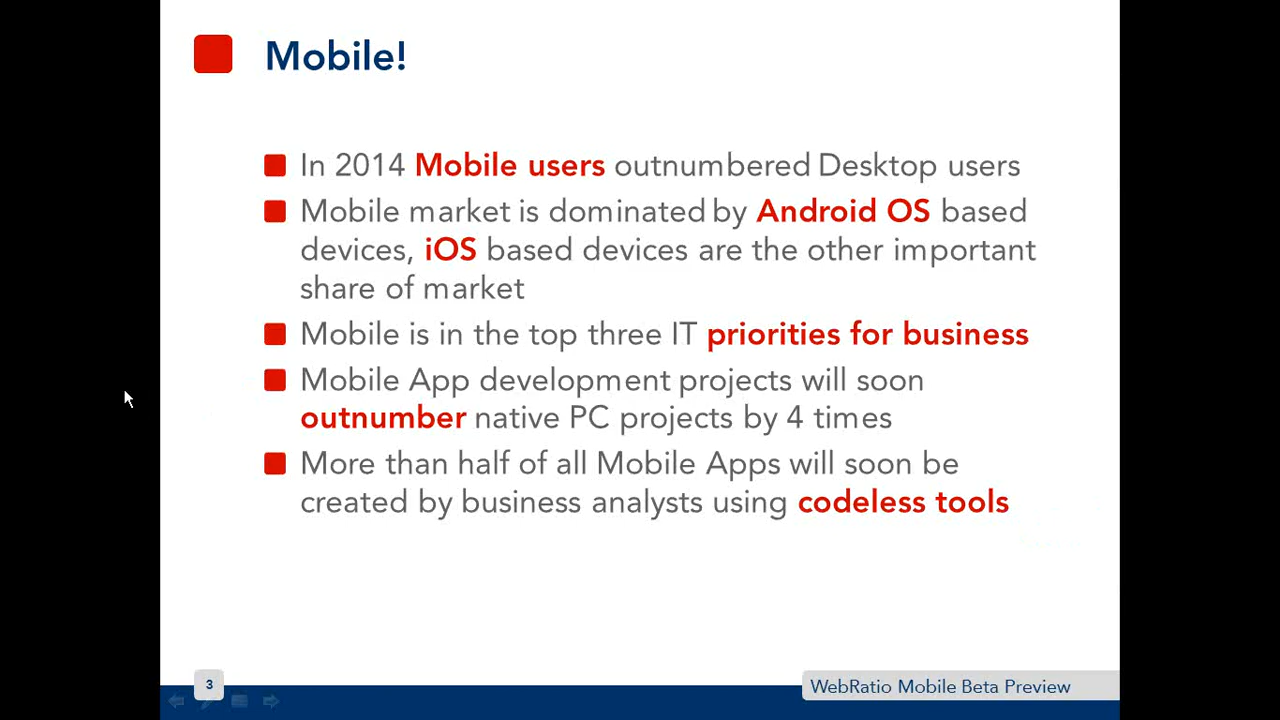 Mobile!
In 2014 Mobile users outnumbered Desktop users
Mobile market is dominated by Android OS based
devices, iOS based devices are the other important
share of market
Mobile is in the top three IT priorities for business
Mobile App development projects will soon
outnumber native PC projects by 4 times
More than half of all Mobile Apps will soon be
created by business analysts using codeless tools
3
WebRatio Mobile Beta Preview